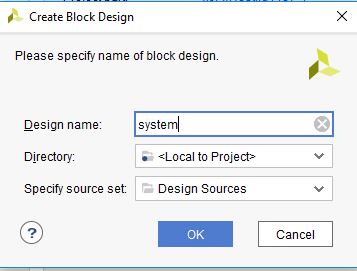 Create Block Design
Please specify name of block design.
Design name: system
Directory: <Local to Project>
Specify source set: Design Sources
? OK Cancel